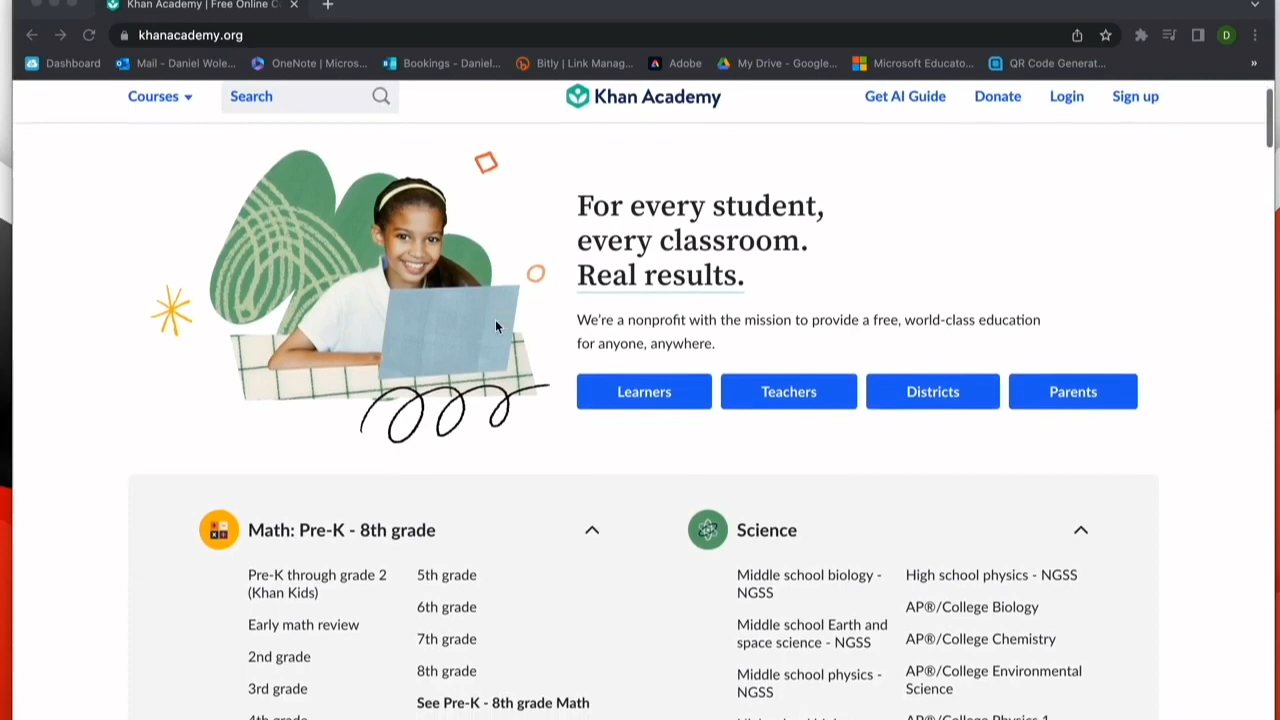 Khan Academy | Free Online C
khanacademy.org
D
Dashboard
Mail - Daniel Wole...
OneNote | Micros...
Bookings - Daniel...
Bitly | Link Manag...
Adobe
My Drive - Google...
Microsoft Educato...
QR Code Generat...
»
Courses
Search
Khan Academy
Get AI Guide
Donate
Login
Sign up
For every student,
every classroom.
Real results.
We're a nonprofit with the mission to provide a free, world-class education
for anyone, anywhere.
Learners
Teachers
Districts
Parents
Math: Pre-K - 8th grade
Pre-K through grade 2
(Khan Kids)
Early math review
2nd grade
3rd grade
4th grade
5th grade
6th grade
7th grade
8th grade
See Pre-K - 8th grade Math
Science
Middle school biology -
NGSS
Middle school Earth and
space science - NGSS
Middle school physics -
NGSS
High school physics - NGSS
AP®/College Biology
AP®/College Chemistry
AP®/College Environmental
Science
AP®/College Physics 1